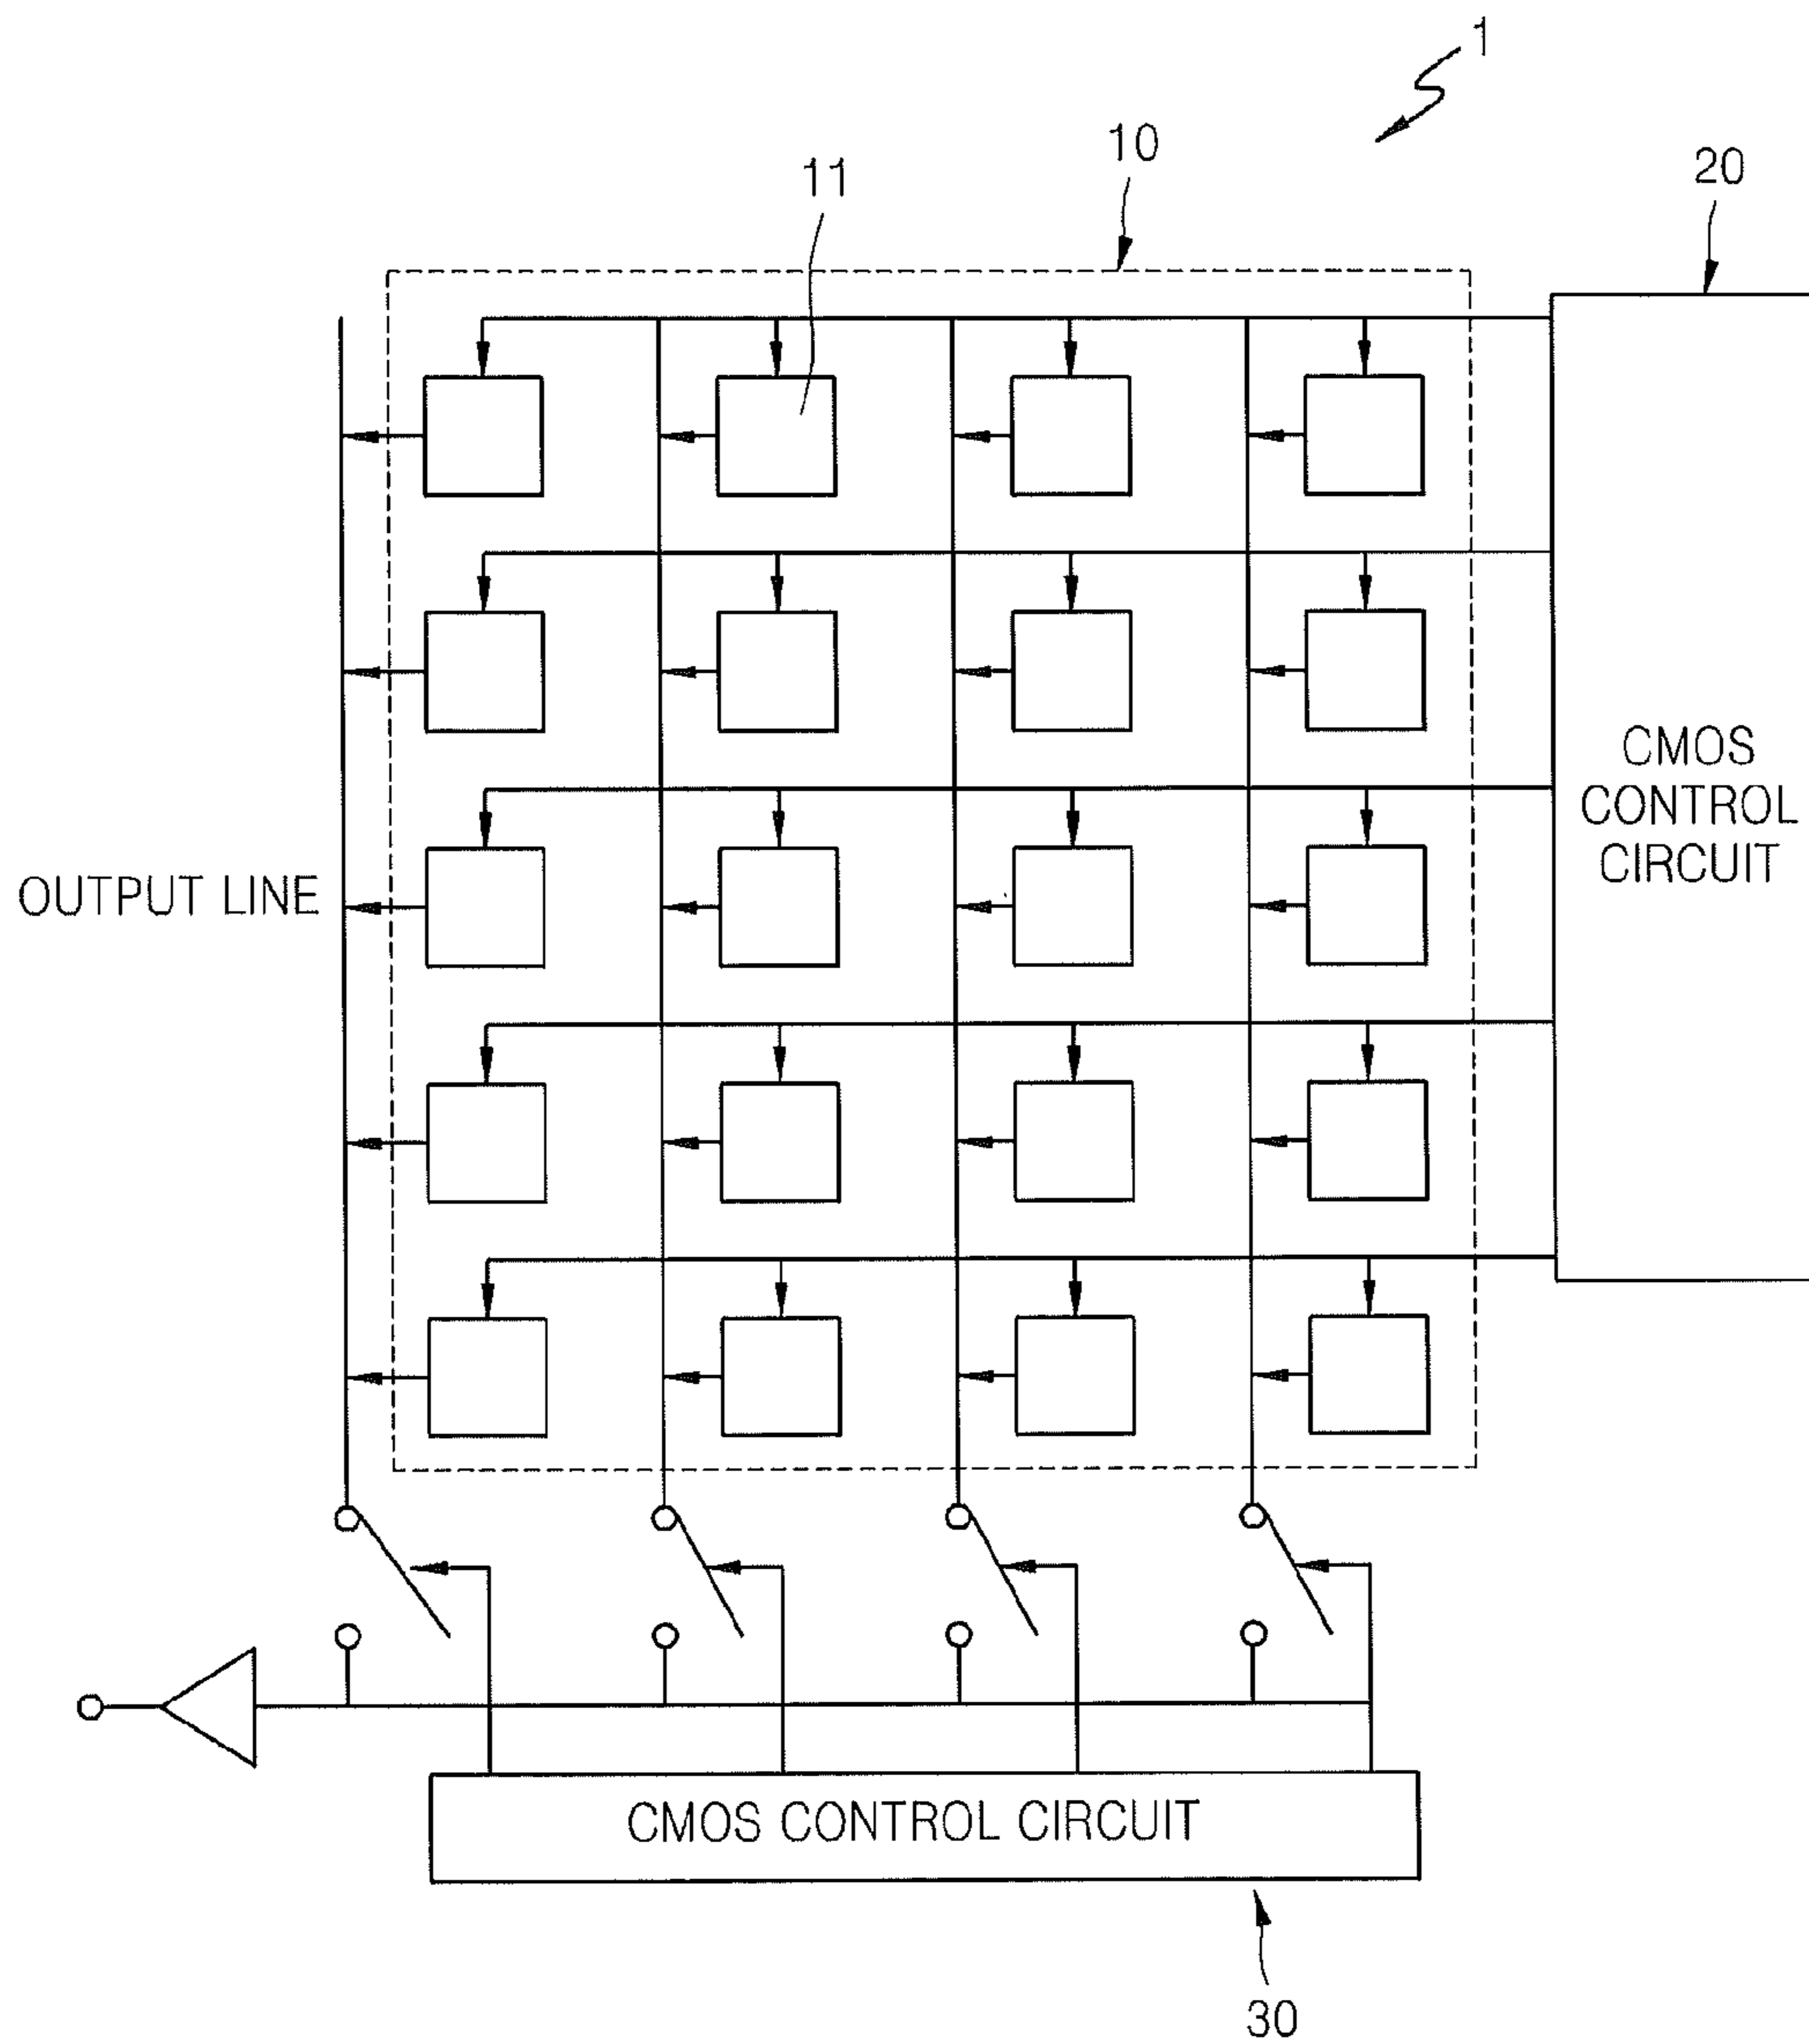 1
10
11
20
CMOS
CONTROL
CIRCUIT
OUTPUT LINE
CMOS CONTROL CIRCUIT
30